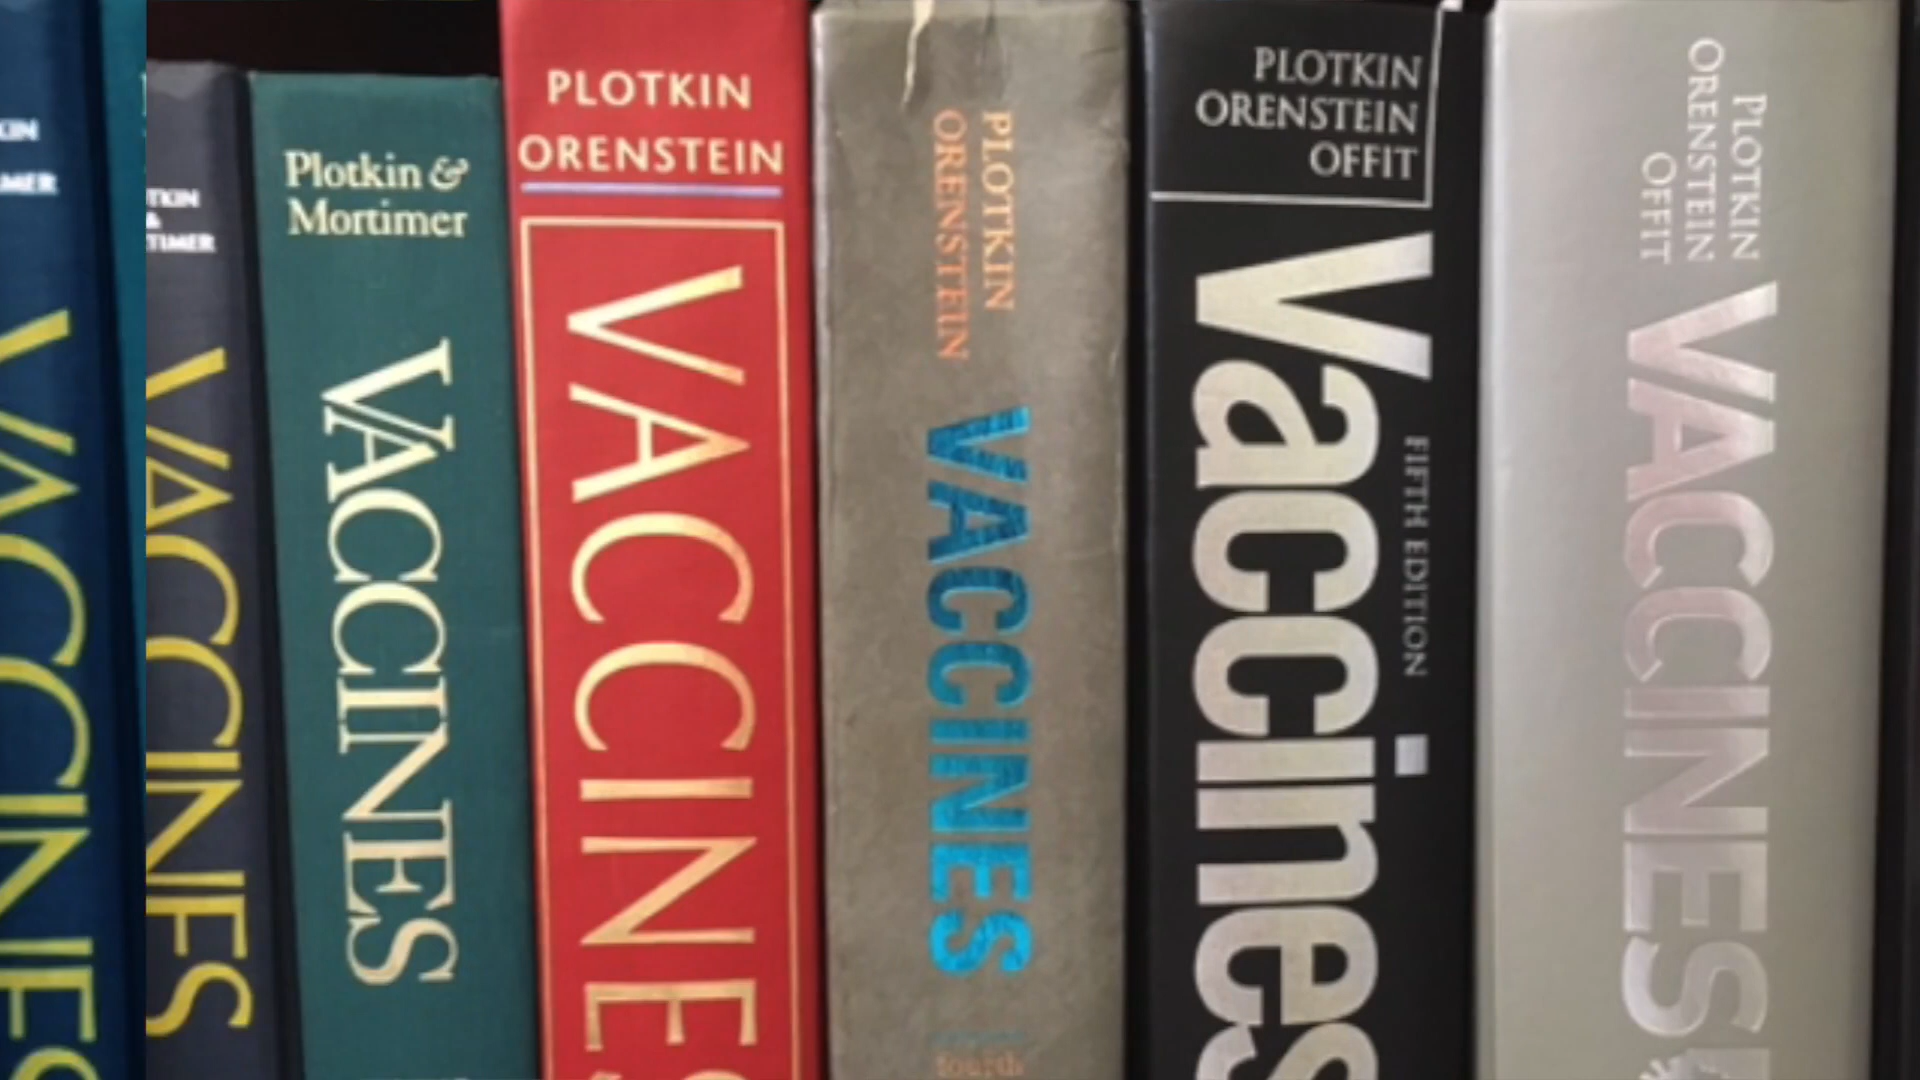 VACCINES
VACCINES
Plotkin &
Mortimer
VACCINES
PLOTKIN
ORENSTEIN
VACCINES
PLOTKIN
ORENSTEIN
VACCINES
fourth
PLOTKIN
ORENSTEIN
OFFIT
Vaccines
FIFTH EDITION
PLOTKIN
ORENSTEIN
OFFIT
VACCINES